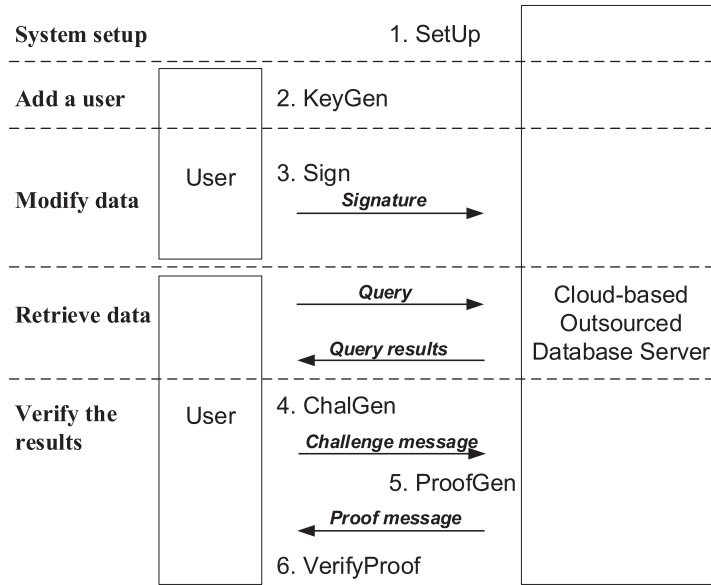 System setup
1. SetUp
Add a user
2. KeyGen
User
3. Sign
Modify data
Signature
Retrieve data
Query
Query results
Cloud-based
Outsourced
Database Server
Verify the
results
User
4. ChalGen
Challenge message
5. ProofGen
Proof message
6. VerifyProof